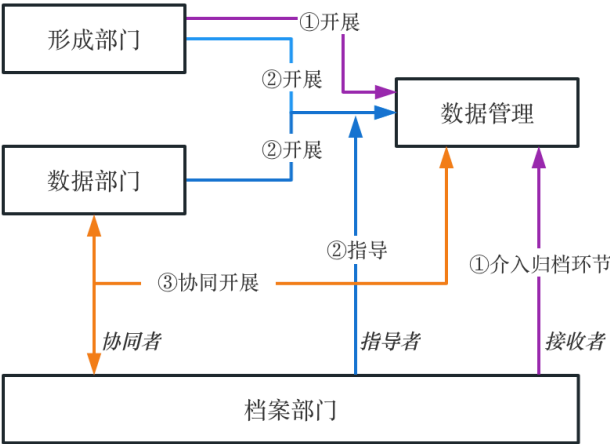 形成部门
①开展
②开展
数据管理
②开展
数据部门
②指导
①介入归档环节
③协同开展
协同者
指导者
接收者
档案部门